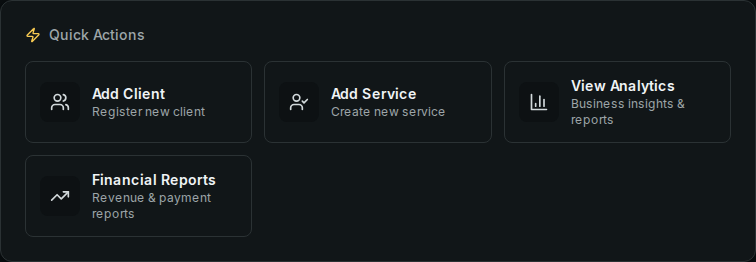 Quick Actions
Add Client
Register new client
Add Service
Create new service
View Analytics
Business insights &
reports
Financial Reports
Revenue & payment
reports